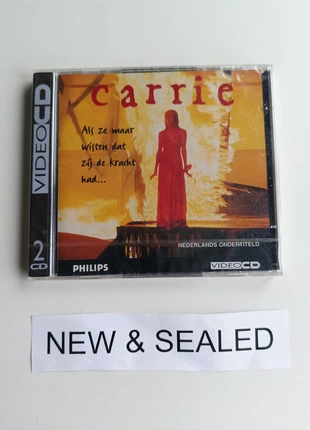 carrie
Als ze maar
wisten dat
zij de kracht
had...
NEDERLANDS ONDERTITELD
PHILIPS
VIDEO CD
VIDEO CD
2
CD
NEW & SEALED